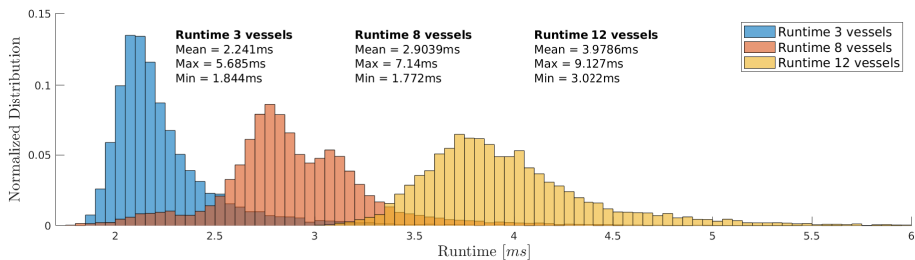 0.15
0.1
0.05
0
Normalized Distribution
Runtime 3 vessels
Mean = 2.241ms
Max = 5.685ms
Min = 1.844ms
Runtime 8 vessels
Mean = 2.9039ms
Max = 7.14ms
Min = 1.772ms
Runtime 12 vessels
Mean = 3.9786ms
Max = 9.127ms
Min = 3.022ms
Runtime 3 vessels
Runtime 8 vessels
Runtime 12 vessels
2 2.5 3 3.5 4 4.5 5 5.5 6
Runtime [ms]